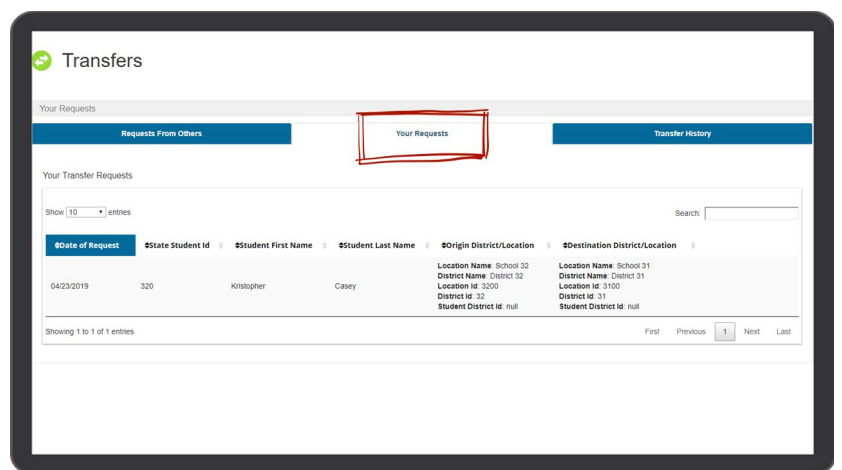 Transfers
Your Requests
Requests From Others
Your Requests
Transfer History
Your Transfer Requests
Show 10 entries
Search:
Date of Request State Student Id Student First Name Student Last Name Origin District/Location Destination District/Location
04/23/2019 320 Kristopher Casey
Location Name: School 32
District Name: District 32
Location Id: 3200
District Id: 32
Student District Id: null
Location Name: School 31
District Name: District 31
Location Id: 3100
District Id: 31
Student District Id: null
Showing 1 to 1 of 1 entries
First Previous 1 Next Last